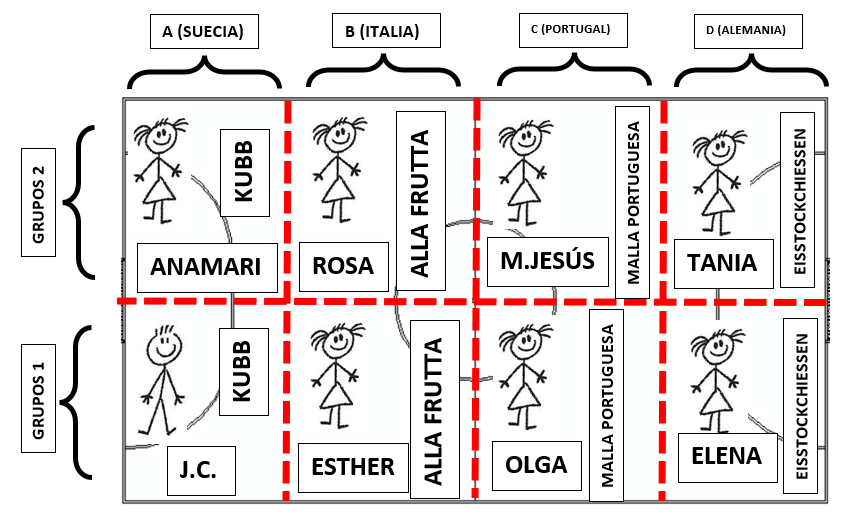 A (SUECIA)
B (ITALIA)
C (PORTUGAL)
D (ALEMANIA)
GRUPOS 2
KUBB
ANAMARI
ALLA FRUTTA
ROSA
MALLA PORTUGUESA
M.JESÚS
EISSTOCKCHIESSEN
TANIA
GRUPOS 1
KUBB
J.C.
ALLA FRUTTA
ESTHER
MALLA PORTUGUESA
OLGA
EISSTOCKCHIESSEN
ELENA